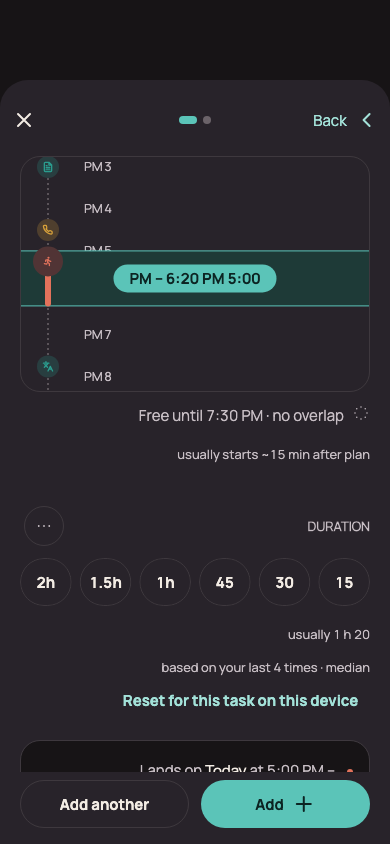 Back
PM 3
PM 4
PM 5
PM – 6:20 PM 5:00
PM 7
PM 8
Free until 7:30 PM · no overlap
usually starts ~15 min after plan
DURATION
2h
1.5h
1h
45
30
15
usually 1 h 20
based on your last 4 times · median
Reset for this task on this device
Lands on Today at 5:00 PM –
Add another
Add